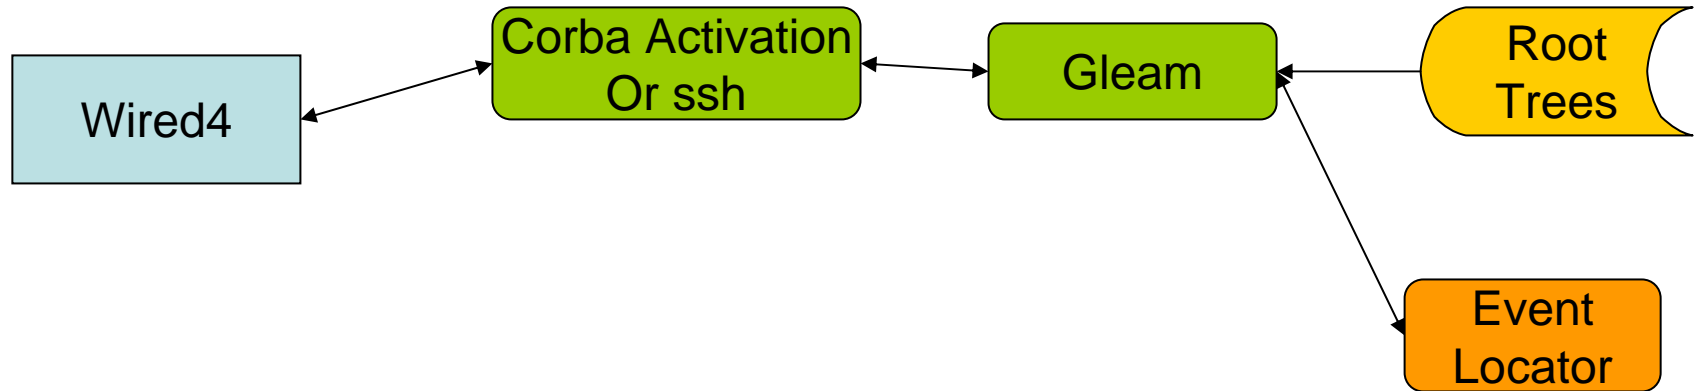 Wired4
Corba Activation
Or ssh
Gleam
Root
Trees
Event
Locator